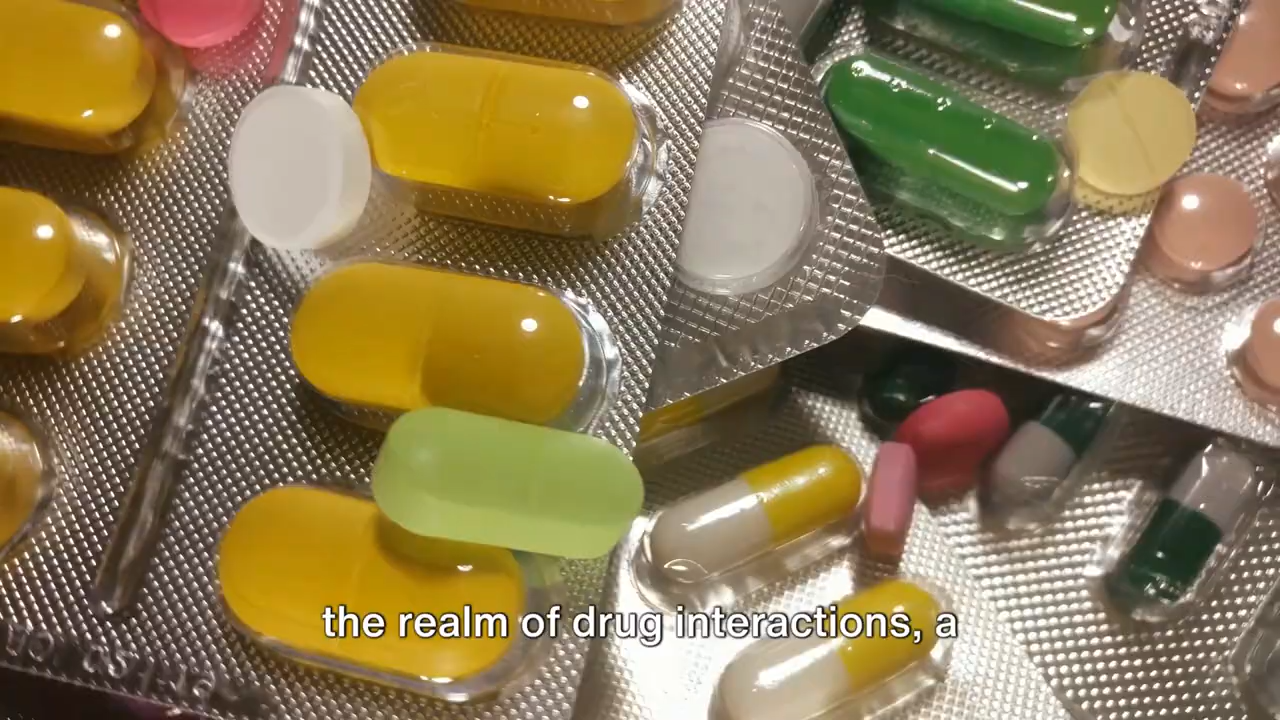 the realm of drug interactions, a